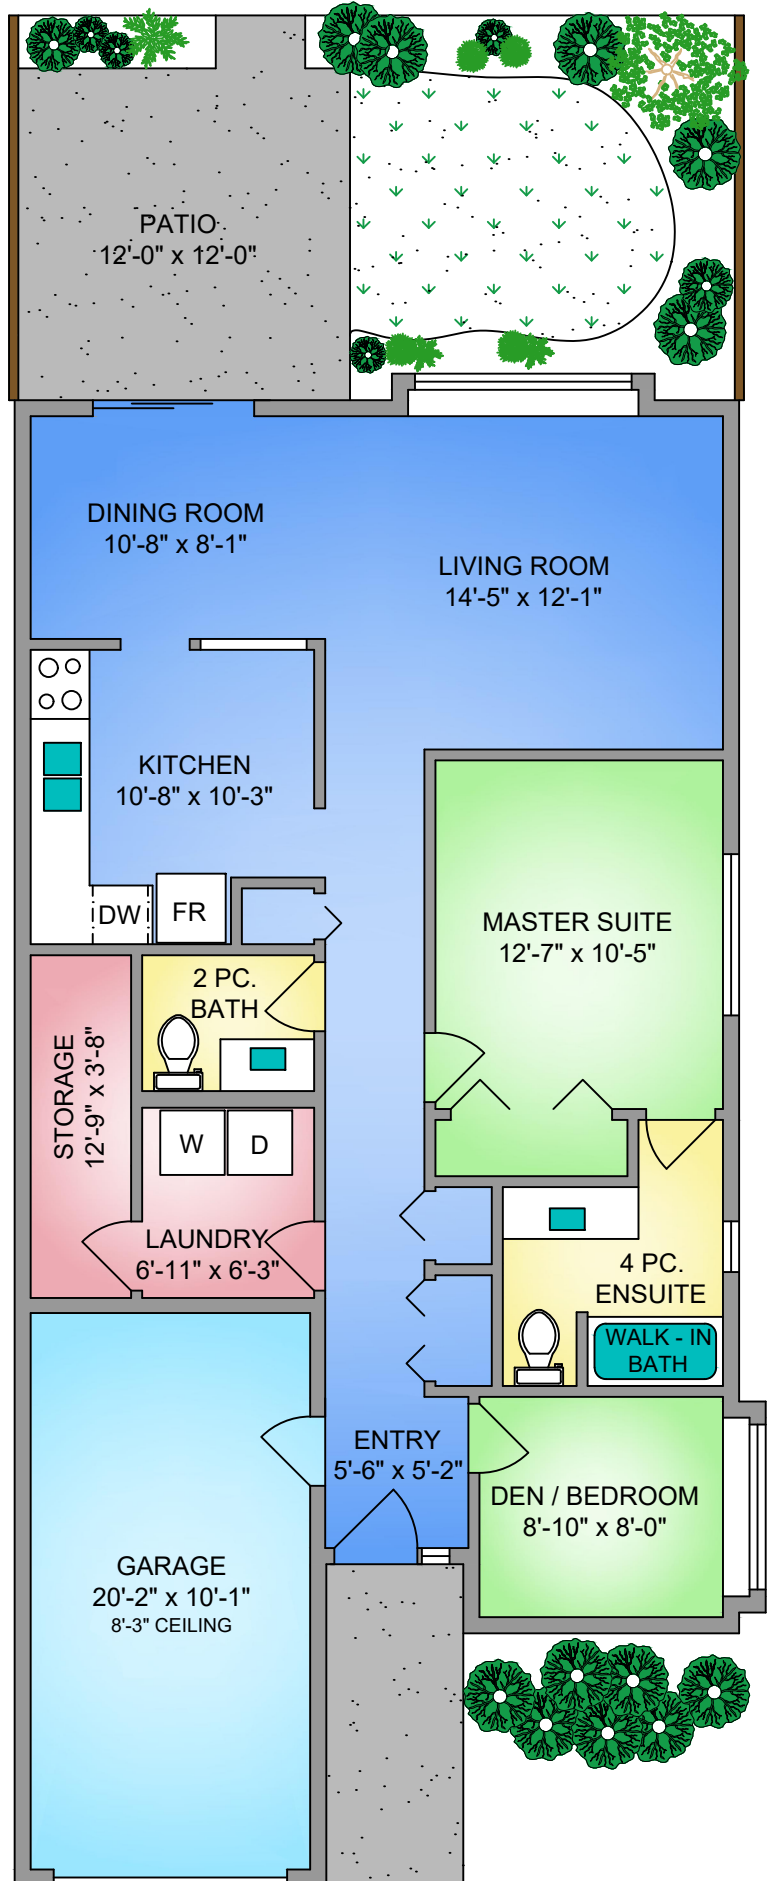 PATIO
12'-0" x 12'-0"
DINING ROOM
10'-8" x 8'-1"
LIVING ROOM
14'-5" x 12'-1"
KITCHEN
10'-8" x 10'-3"
DW
FR
MASTER SUITE
12'-7" x 10'-5"
2 PC.
BATH
STORAGE
12'-9" x 3'-8"
W
D
LAUNDRY
6'-11" x 6'-3"
4 PC.
ENSUITE
WALK - IN
BATH
ENTRY
5'-6" x 5'-2"
DEN / BEDROOM
8'-10" x 8'-0"
GARAGE
20'-2" x 10'-1"
8'-3" CEILING